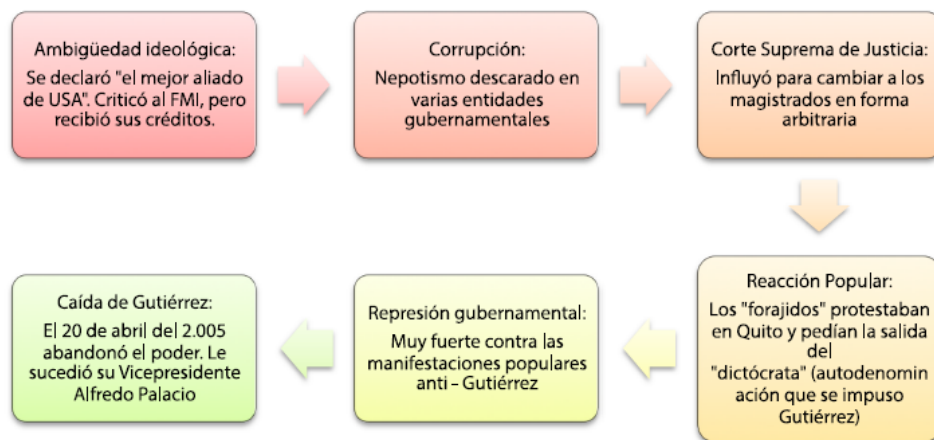 Ambigüedad ideológica:
Se declaró "el mejor aliado
de USA". Criticó al FMI, pero
recibió sus créditos.
Corrupción:
Nepotismo descarado en
varias entidades
gubernamentales
Corte Suprema de Justicia:
Influyó para cambiar a los
magistrados en forma
arbitraria
Reacción Popular:
Los "forajidos" protestaban
en Quito y pedían la salida
del
"dictócrata" (autodenomin
ación que se impuso
Gutiérrez)
Represión gubernamental:
Muy fuerte contra las
manifestaciones populares
anti - Gutiérrez
Caída de Gutiérrez:
El 20 de abril del 2.005
abandonó el poder. Le
sucedió su Vicepresidente
Alfredo Palacio